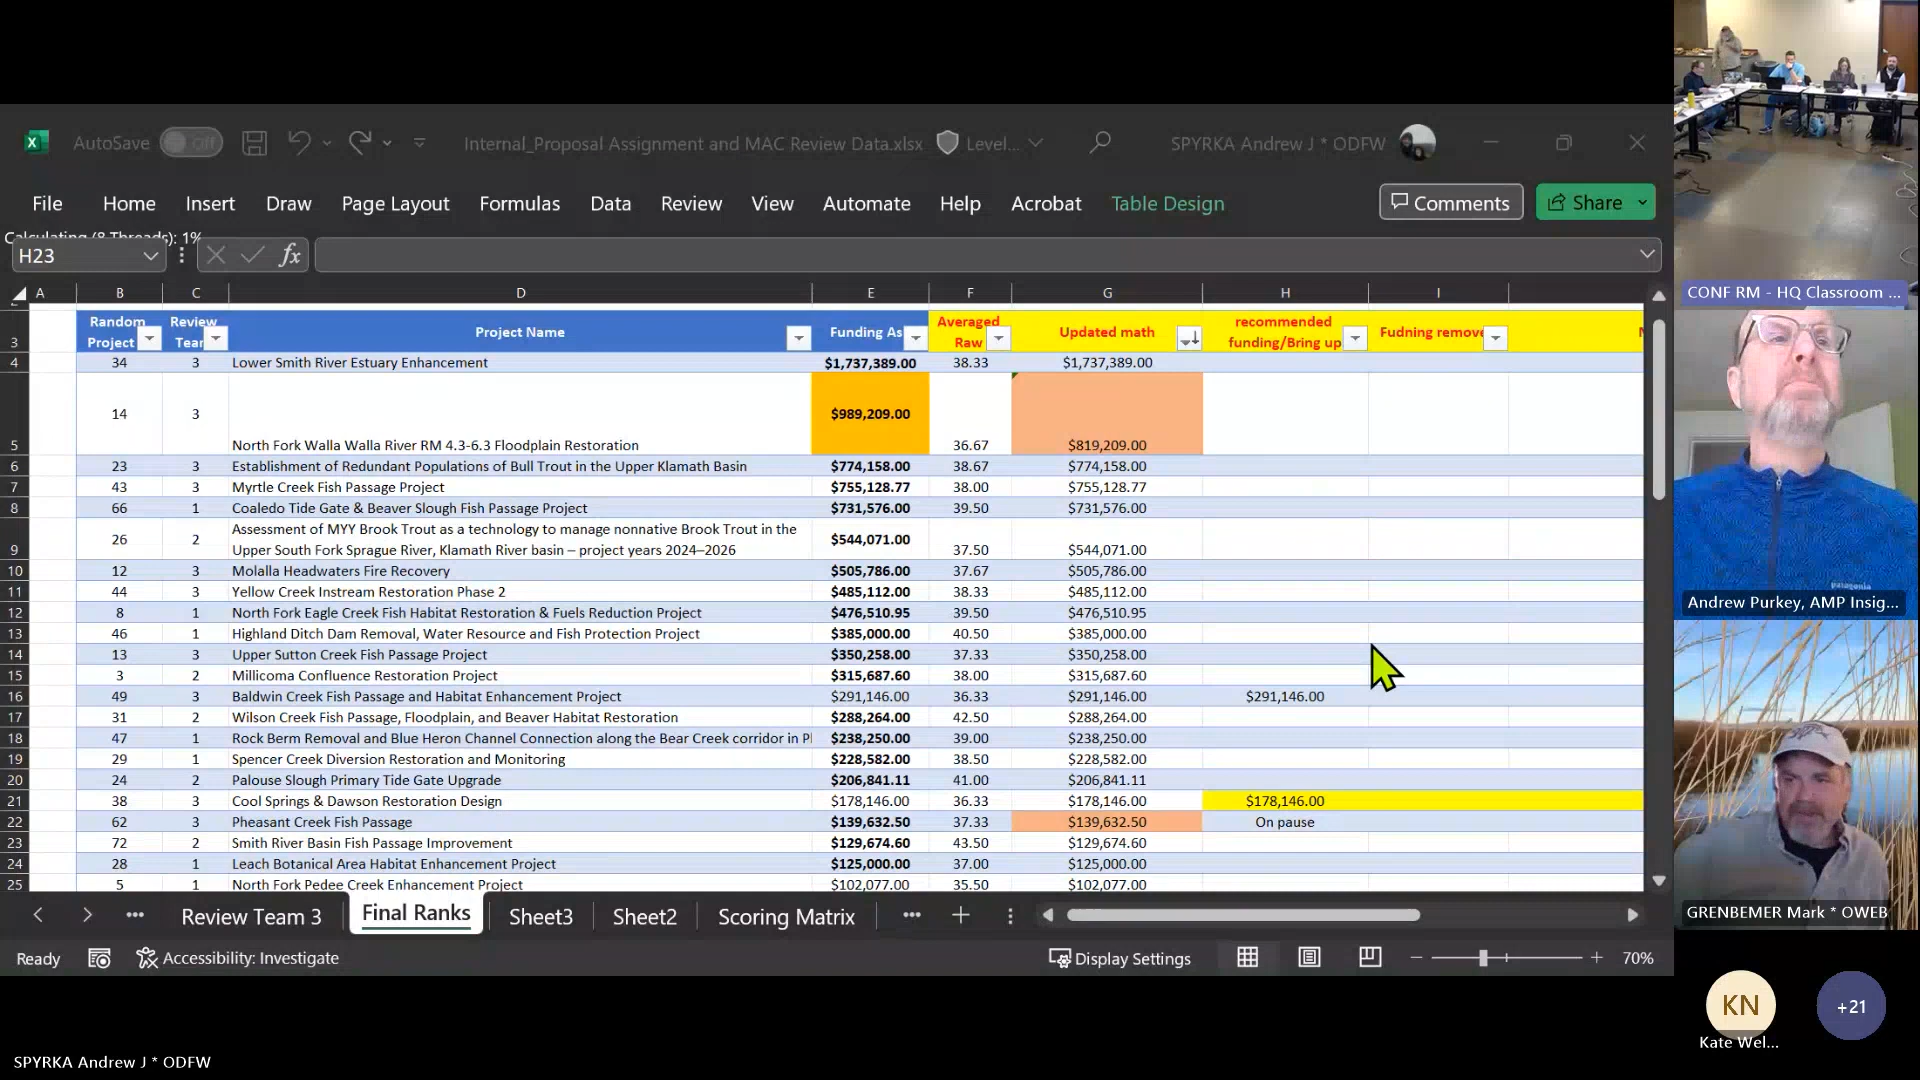 AutoSave Off Internal_Proposal Assignment and MAC Review Data.xlsx Level... SPYRKA Andrew J * ODFW
File Home Insert Draw Page Layout Formulas Data Review View Automate Help Acrobat Table Design Comments Share
Calculating (8 Threads): 1%
H23 fx
A B C D E F G H I
3 Random Project Review Team Project Name Funding As Averaged Raw Updated math recommended funding/Bring up Fudning remove
4 34 3 Lower Smith River Estuary Enhancement $1,737,389.00 38.33 $1,737,389.00
5 14 3 North Fork Walla Walla River RM 4.3-6.3 Floodplain Restoration $989,209.00 36.67 $819,209.00
6 23 3 Establishment of Redundant Populations of Bull Trout in the Upper Klamath Basin $774,158.00 38.67 $774,158.00
7 43 3 Myrtle Creek Fish Passage Project $755,128.77 38.00 $755,128.77
8 66 1 Coaledo Tide Gate & Beaver Slough Fish Passage Project $731,576.00 39.50 $731,576.00
9 26 2 Assessment of MYY Brook Trout as a technology to manage nonnative Brook Trout in the
Upper South Fork Sprague River, Klamath River basin – project years 2024–2026 $544,071.00 37.50 $544,071.00
10 12 3 Molalla Headwaters Fire Recovery $505,786.00 37.67 $505,786.00
11 44 3 Yellow Creek Instream Restoration Phase 2 $485,112.00 38.33 $485,112.00
12 8 1 North Fork Eagle Creek Fish Habitat Restoration & Fuels Reduction Project $476,510.95 39.50 $476,510.95
13 46 1 Highland Ditch Dam Removal, Water Resource and Fish Protection Project $385,000.00 40.50 $385,000.00
14 13 3 Upper Sutton Creek Fish Passage Project $350,258.00 37.33 $350,258.00
15 3 2 Millicoma Confluence Restoration Project $315,687.60 38.00 $315,687.60
16 49 3 Baldwin Creek Fish Passage and Habitat Enhancement Project $291,146.00 36.33 $291,146.00 $291,146.00
17 31 2 Wilson Creek Fish Passage, Floodplain, and Beaver Habitat Restoration $288,264.00 42.50 $288,264.00
18 47 1 Rock Berm Removal and Blue Heron Channel Connection along the Bear Creek corridor in P $238,250.00 39.00 $238,250.00
19 29 1 Spencer Creek Diversion Restoration and Monitoring $228,582.00 38.50 $228,582.00
20 24 2 Palouse Slough Primary Tide Gate Upgrade $206,841.11 41.00 $206,841.11
21 38 3 Cool Springs & Dawson Restoration Design $178,146.00 36.33 $178,146.00 $178,146.00
22 62 3 Pheasant Creek Fish Passage $139,632.50 37.33 $139,632.50 On pause
23 72 2 Smith River Basin Fish Passage Improvement $129,674.60 43.50 $129,674.60
24 28 1 Leach Botanical Area Habitat Enhancement Project $125,000.00 37.00 $125,000.00
25 5 1 North Fork Pedee Creek Enhancement Project $102,077.00 35.50 $102,077.00
Review Team 3 Final Ranks Sheet3 Sheet2 Scoring Matrix
Ready Accessibility: Investigate Display Settings 70%
SPYRKA Andrew J * ODFW
CONF RM - HQ Classroom ...
patagonia
Andrew Purkey, AMP Insig...
GRENBEMER Mark * OWEB
KN +21
Kate Wel...